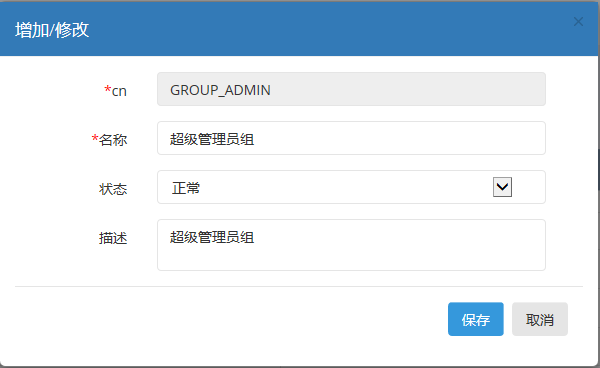 增加/修改
×
*cn GROUP_ADMIN
*名称 超级管理员组
状态 正常
描述 超级管理员组
保存 取消